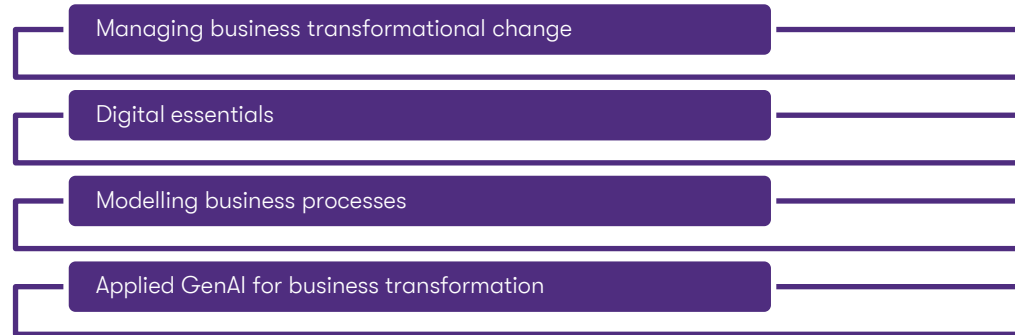 Managing business transformational change
Digital essentials
Modelling business processes
Applied GenAI for business transformation